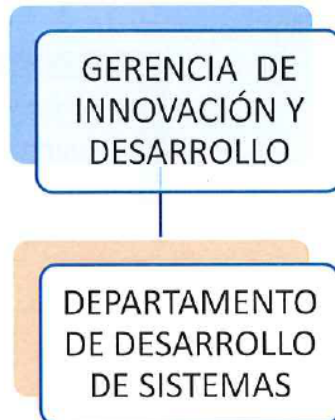 GERENCIA DE
INNOVACIÓN Y
DESARROLLO
DEPARTAMENTO
DE DESARROLLO
DE SISTEMAS